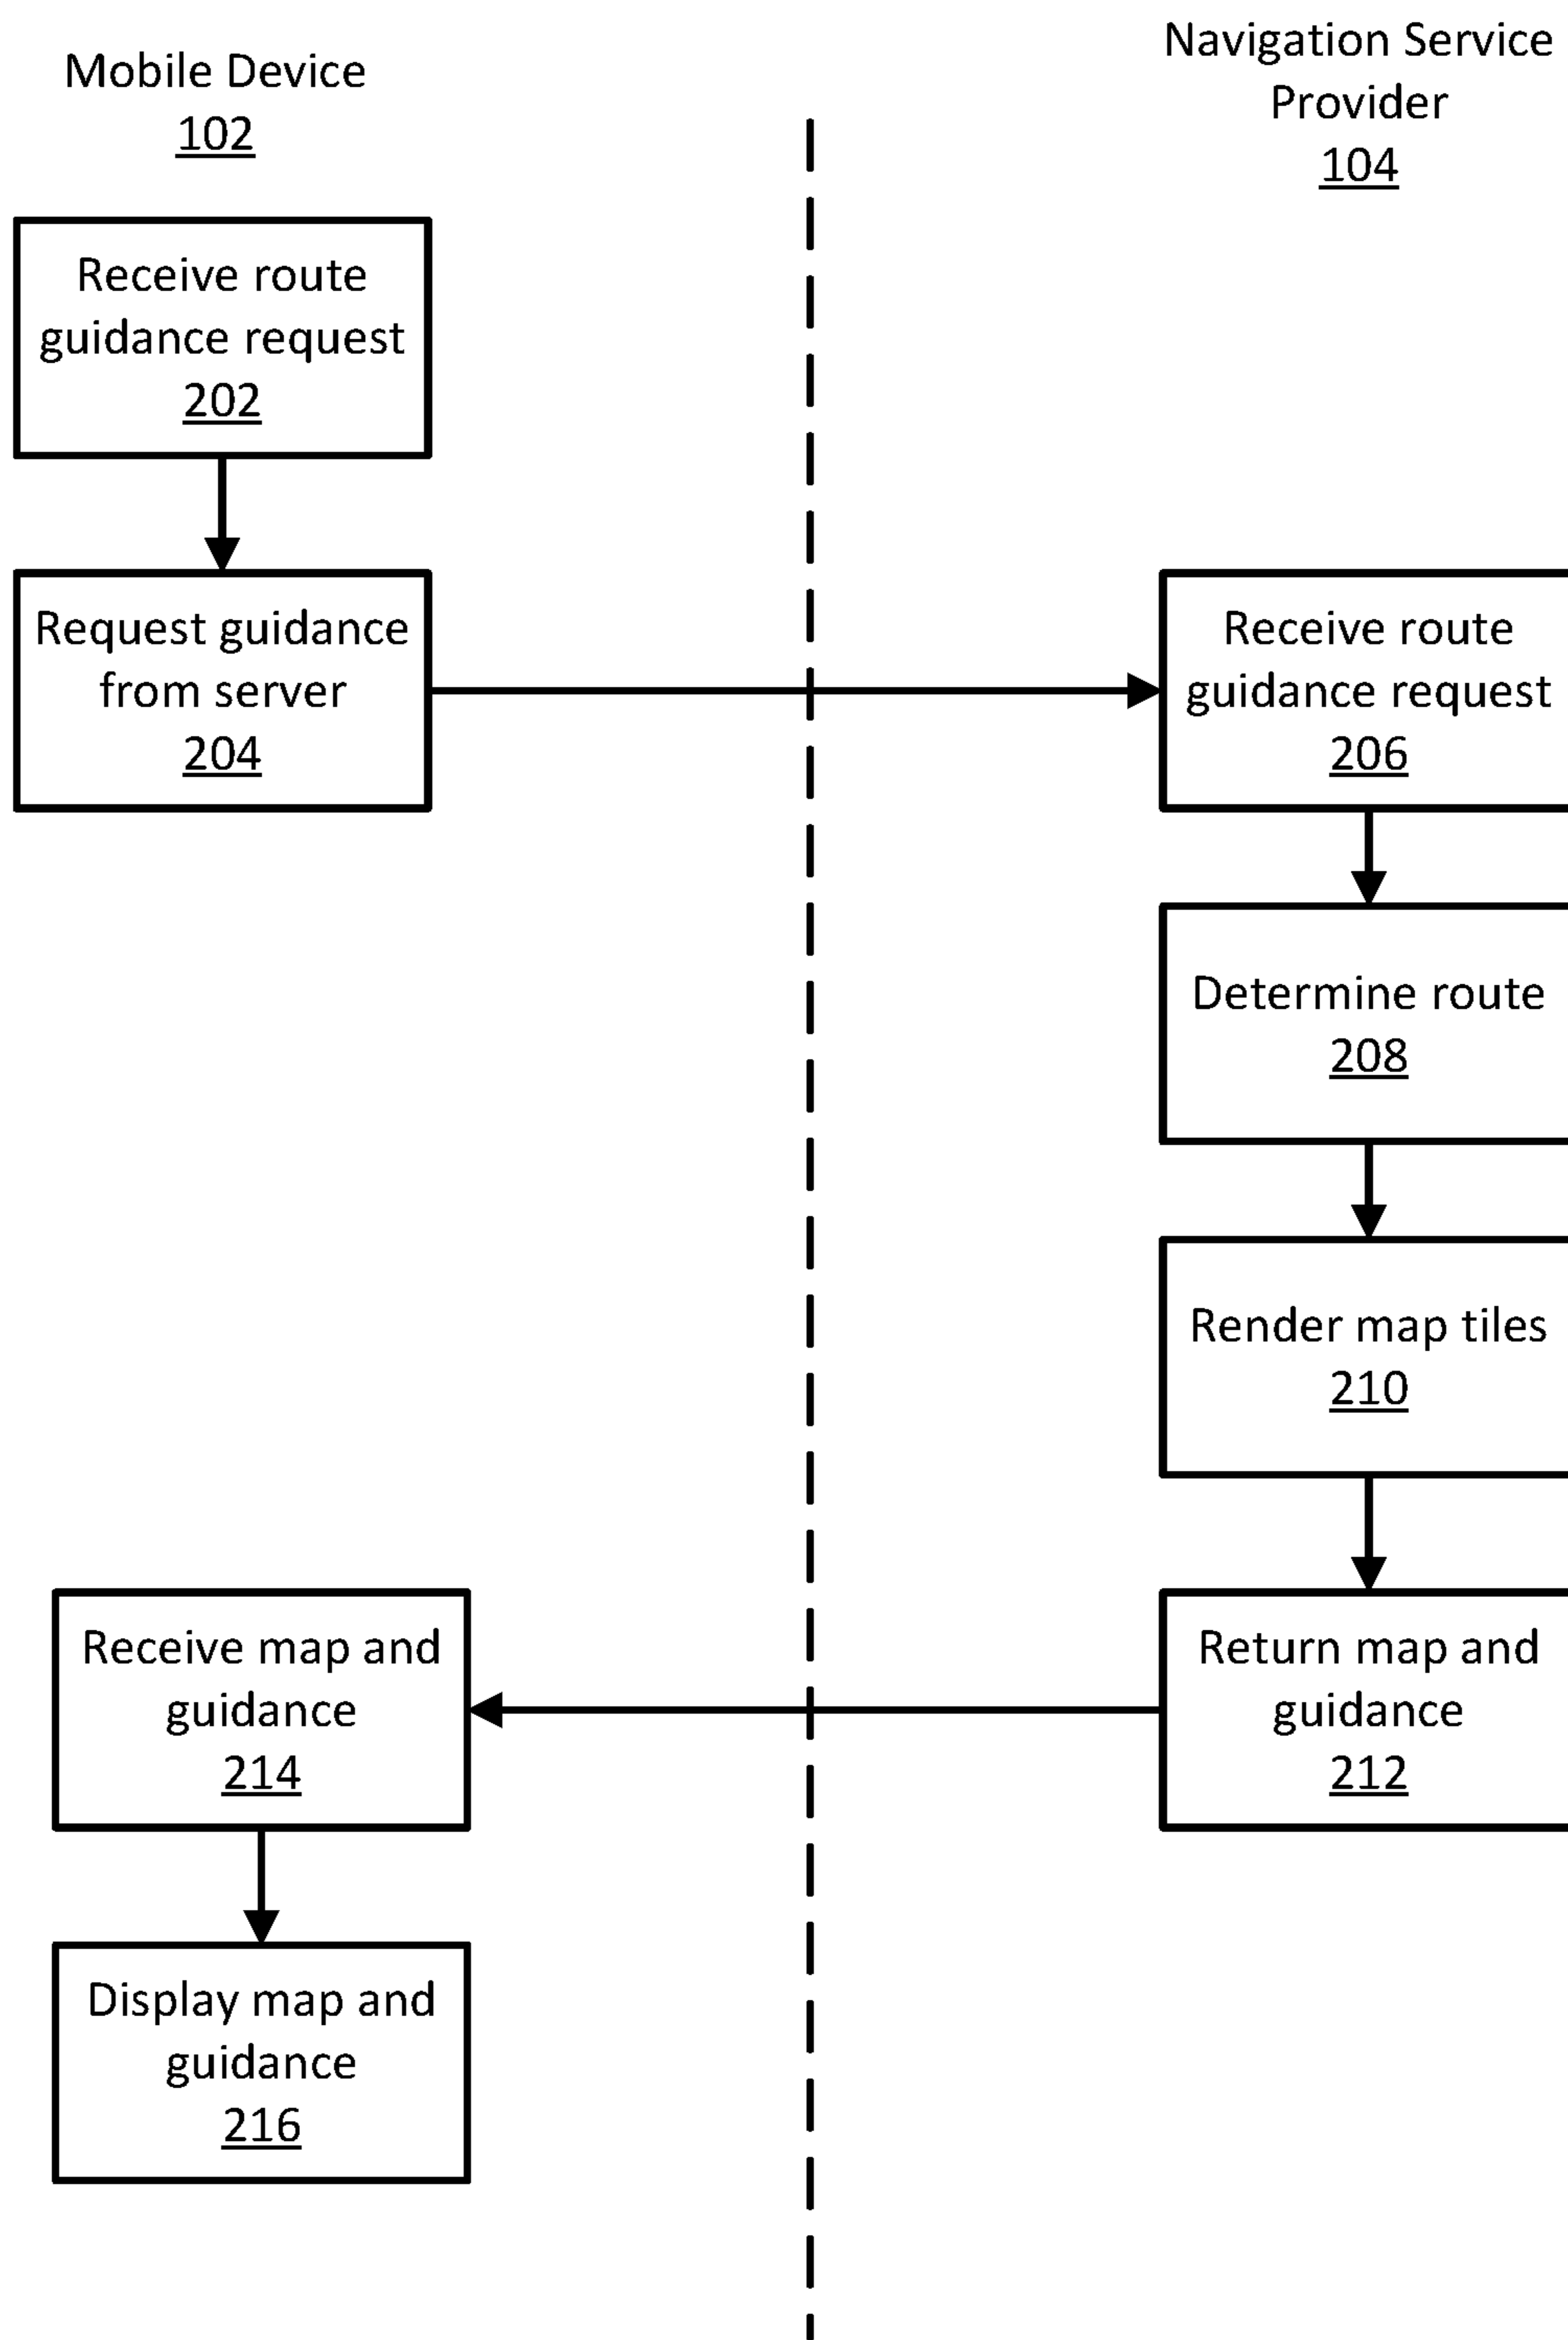 Mobile Device
102
Navigation Service
Provider
104
Receive route
guidance request
202
Request guidance
from server
204
Receive route
guidance request
206
Determine route
208
Render map tiles
210
Return map and
guidance
212
Receive map and
guidance
214
Display map and
guidance
216